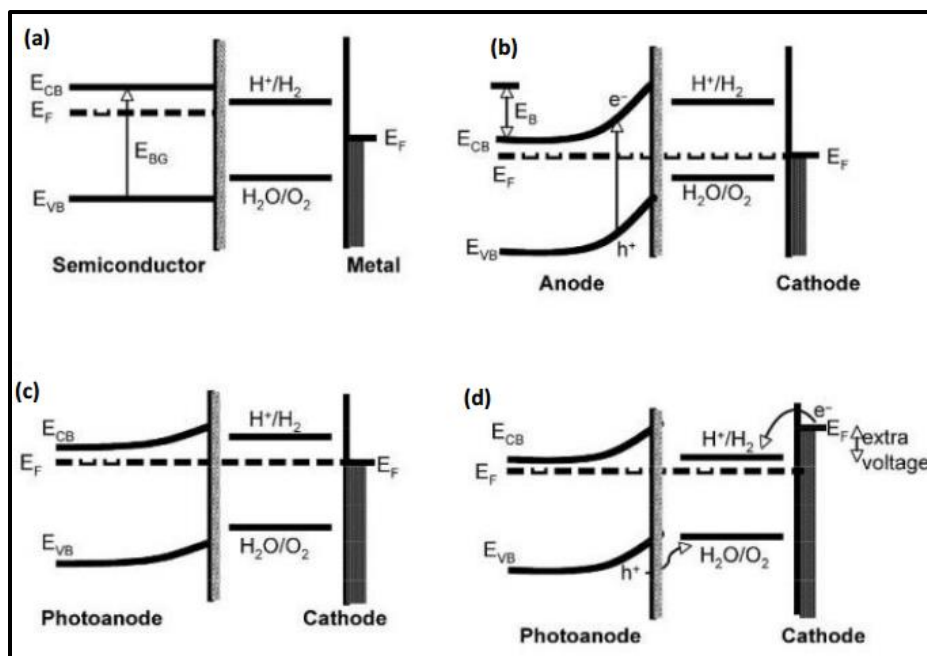 (a)
E_CB
H⁺/H₂
E_F
E_F
E_BG
E_VB
H₂O/O₂
Semiconductor
Metal
(b)
e⁻
H⁺/H₂
E_B
E_CB
E_F
E_F
H₂O/O₂
E_VB
h⁺
Anode
Cathode
(c)
E_CB
H⁺/H₂
E_F
E_F
E_VB
H₂O/O₂
Photoanode
Cathode
(d)
e⁻
E_CB
H⁺/H₂
E_F
extra
voltage
E_F
E_VB
H₂O/O₂
h⁺
Photoanode
Cathode